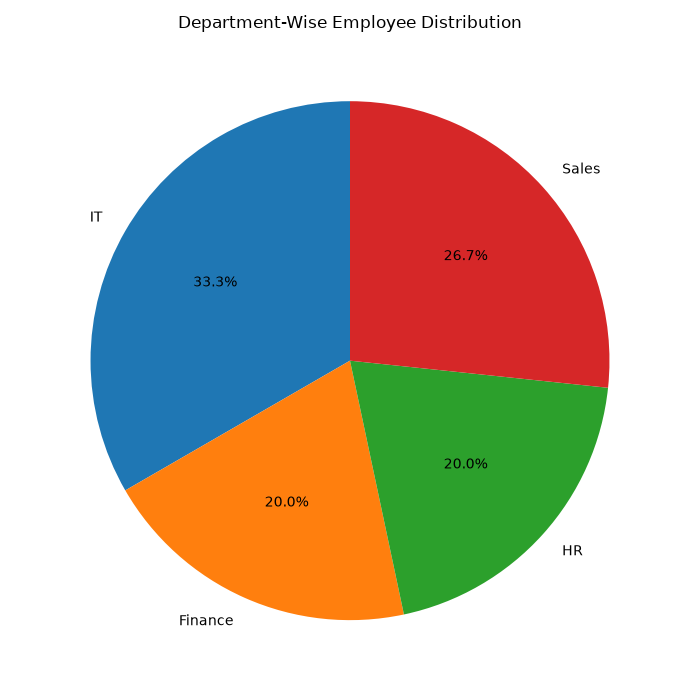 Department-Wise Employee Distribution
Sales
IT
26.7%
33.3%
20.0%
20.0%
HR
Finance